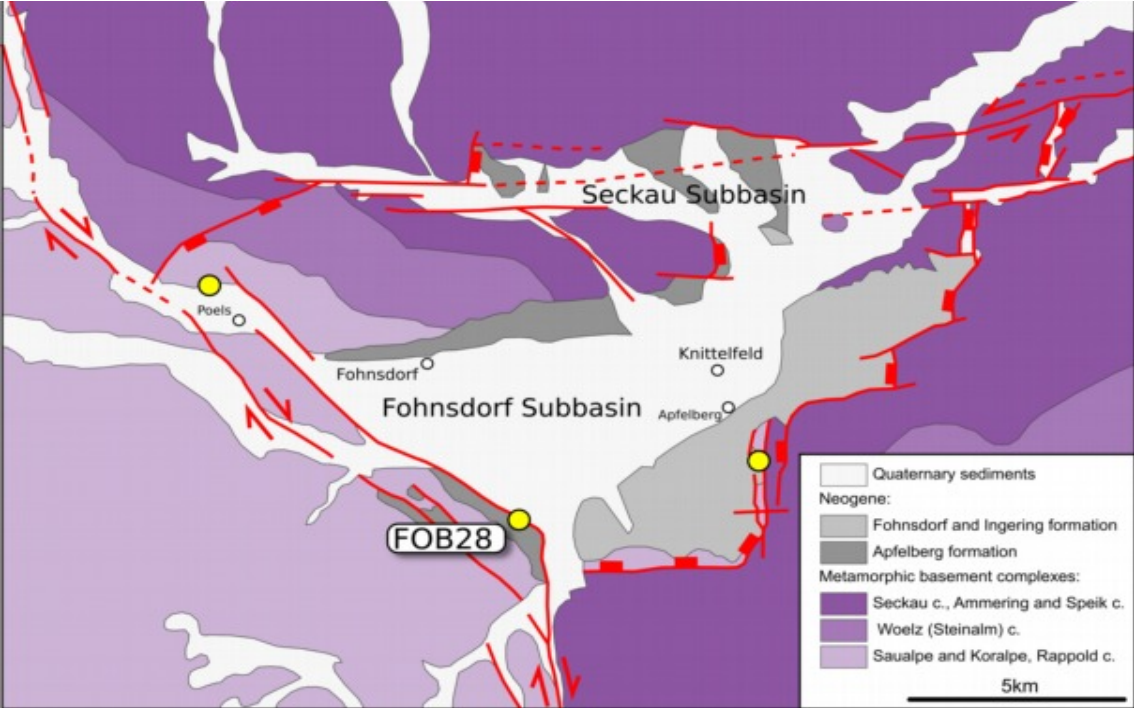 Seckau Subbasin
Poels
Fohnsdorf
Knittelfeld
Fohnsdorf Subbasin
Apfelberg
FOB28
Quaternary sediments
Neogene:
Fohnsdorf and Ingering formation
Apfelberg formation
Metamorphic basement complexes:
Seckau c., Ammering and Speik c.
Woelz (Steinalm) c.
Saualpe and Koralpe, Rappold c.
5km